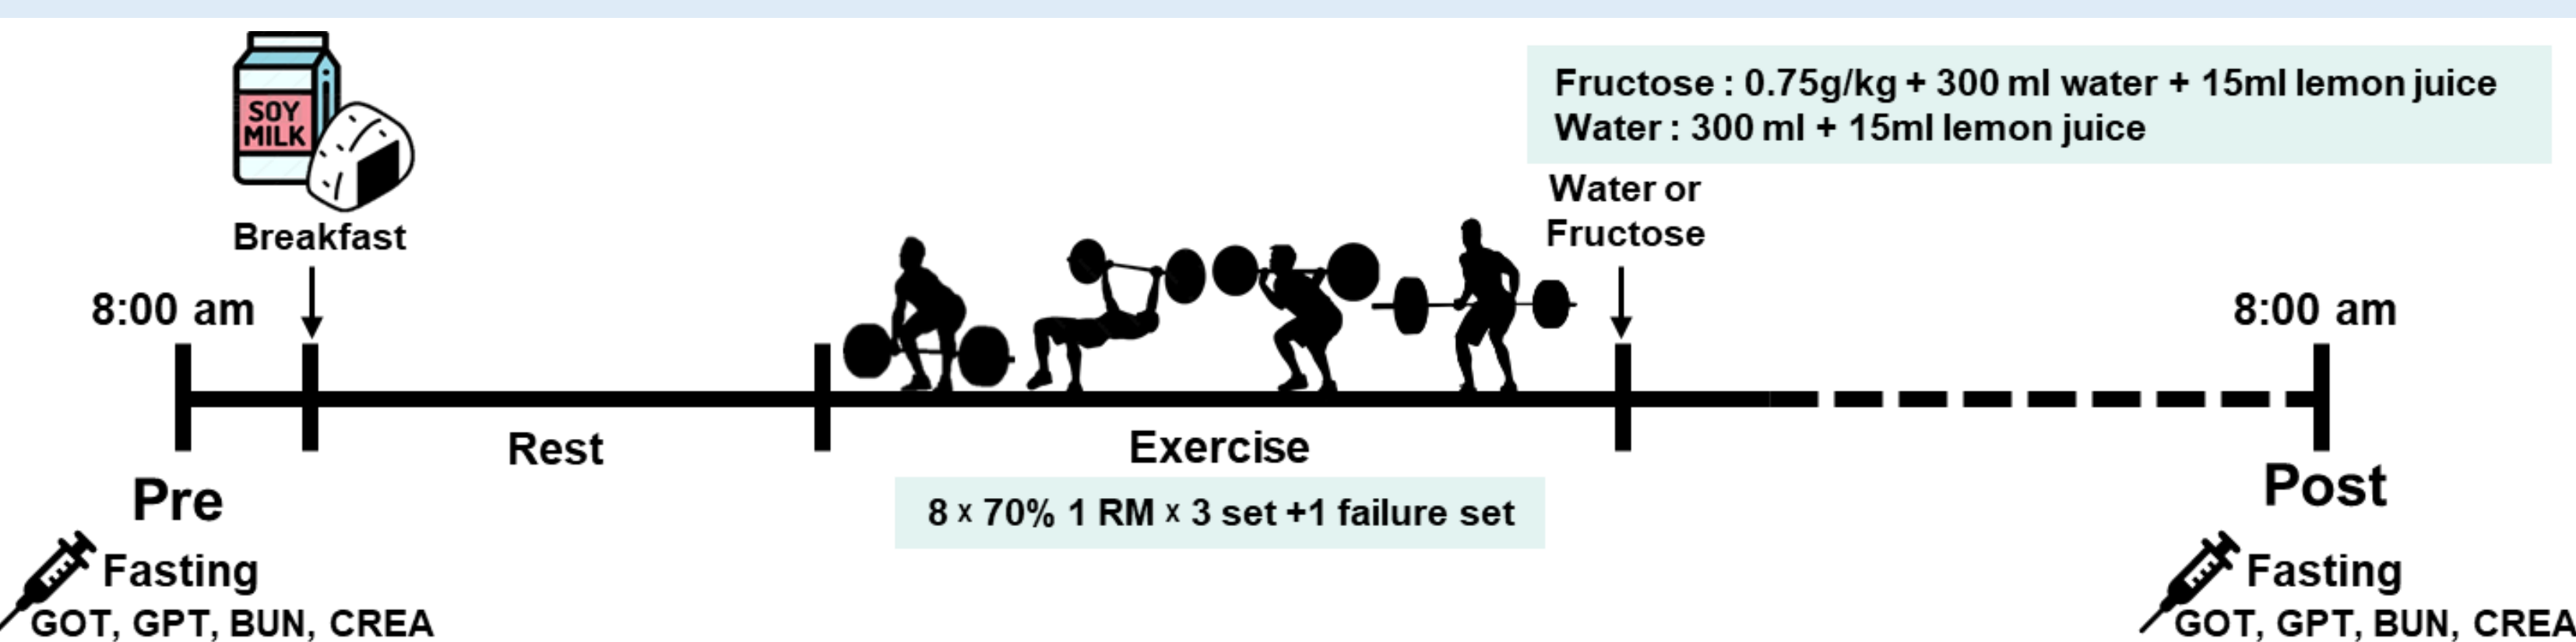 SOY
MILK
Breakfast
8:00 am
Fructose : 0.75g/kg + 300 ml water + 15ml lemon juice
Water : 300 ml + 15ml lemon juice
Water or
Fructose
8:00 am
Rest
Exercise
8 x 70% 1 RM x 3 set +1 failure set
Pre
Fasting
GOT, GPT, BUN, CREA
Post
Fasting
GOT, GPT, BUN, CREA